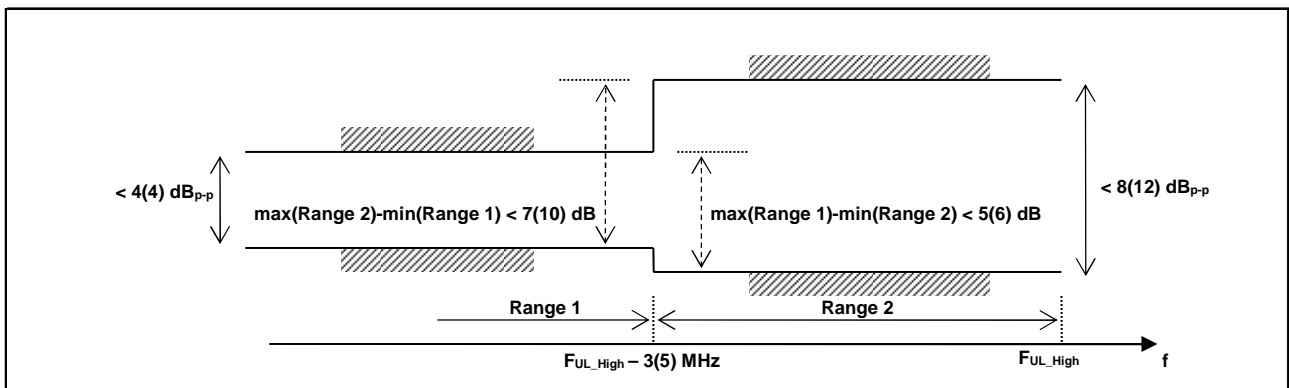 < 4(4) dBp-p
max(Range 2)-min(Range 1) < 7(10) dB
max(Range 1)-min(Range 2) < 5(6) dB
< 8(12) dBp-p
Range 1
Range 2
FUL_High – 3(5) MHz
FUL_High
f